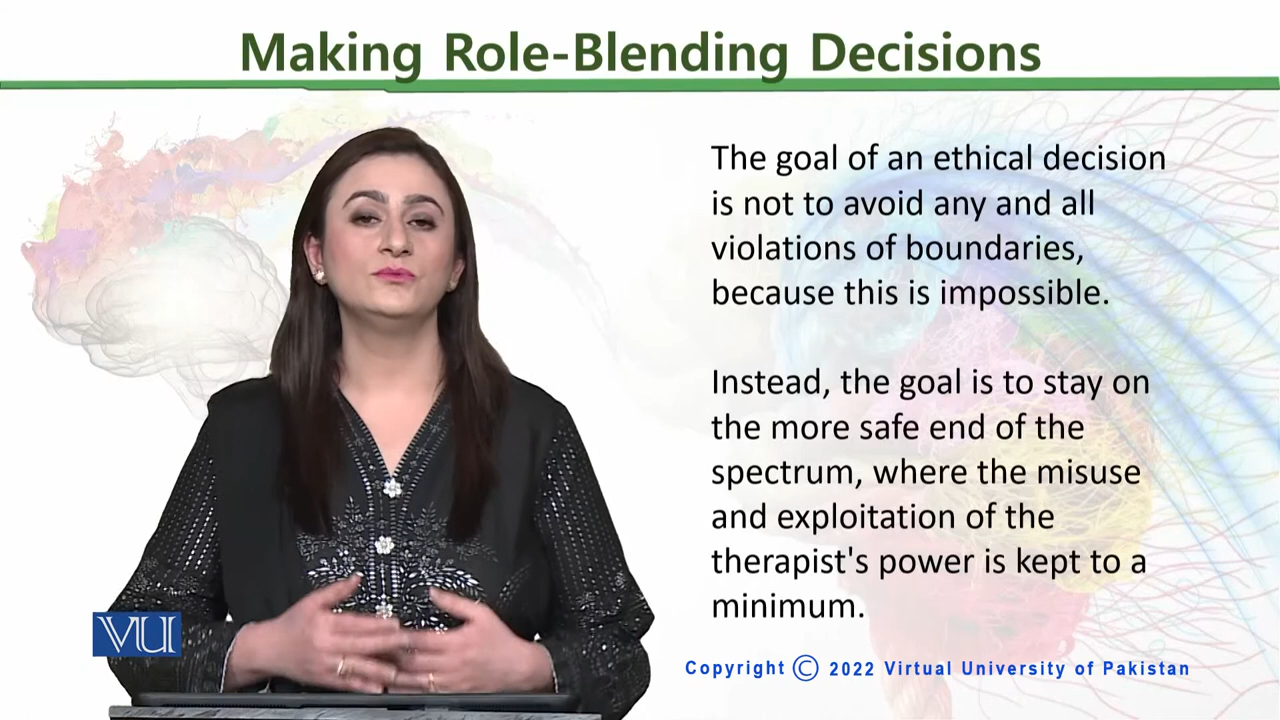 Making Role-Blending Decisions
The goal of an ethical decision
is not to avoid any and all
violations of boundaries,
because this is impossible.
Instead, the goal is to stay on
the more safe end of the
spectrum, where the misuse
and exploitation of the
therapist's power is kept to a
minimum.
VU
Copyright © 2022 Virtual University of Pakistan